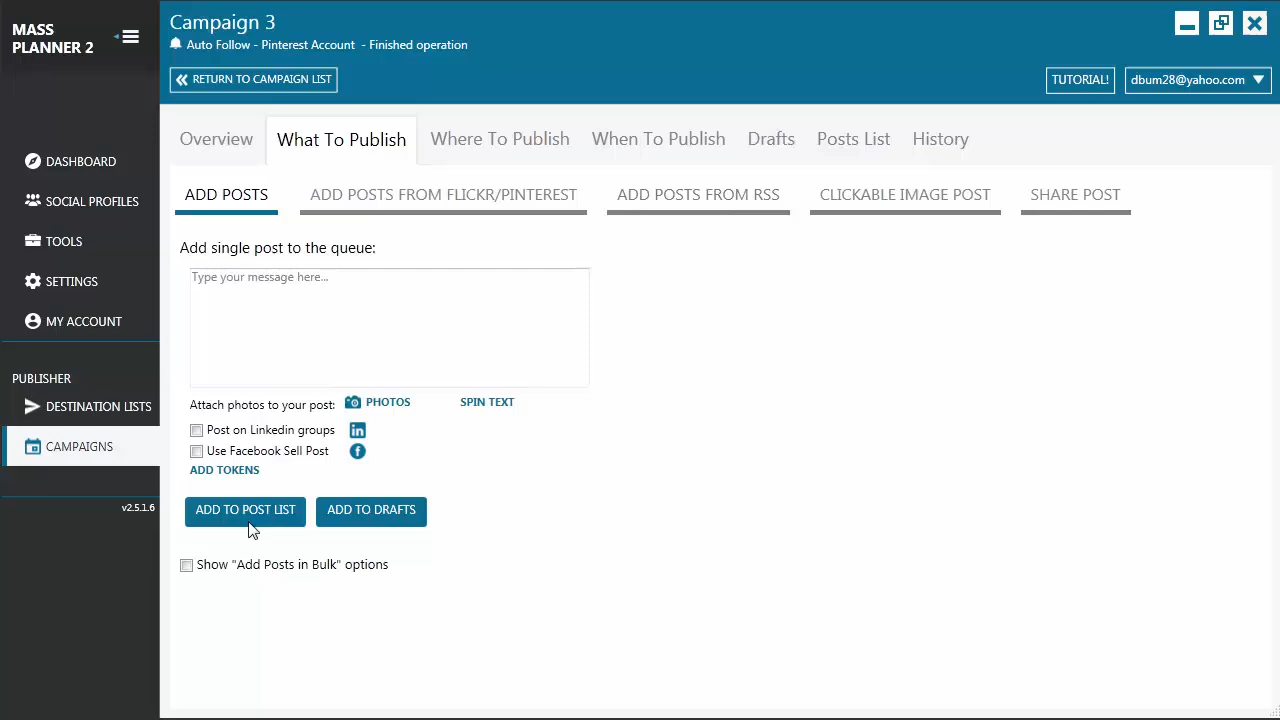 MASS
PLANNER 2
Campaign 3
Auto Follow - Pinterest Account - Finished operation
RETURN TO CAMPAIGN LIST
TUTORIAL!
dbum28@yahoo.com
DASHBOARD
SOCIAL PROFILES
TOOLS
SETTINGS
MY ACCOUNT
PUBLISHER
DESTINATION LISTS
CAMPAIGNS
v2.5.1.6
Overview
What To Publish
Where To Publish
When To Publish
Drafts
Posts List
History
ADD POSTS
ADD POSTS FROM FLICKR/PINTEREST
ADD POSTS FROM RSS
CLICKABLE IMAGE POST
SHARE POST
Add single post to the queue:
Type your message here...
Attach photos to your post:
PHOTOS
SPIN TEXT
Post on Linkedin groups
in
Use Facebook Sell Post
f
ADD TOKENS
ADD TO POST LIST
ADD TO DRAFTS
Show "Add Posts in Bulk" options